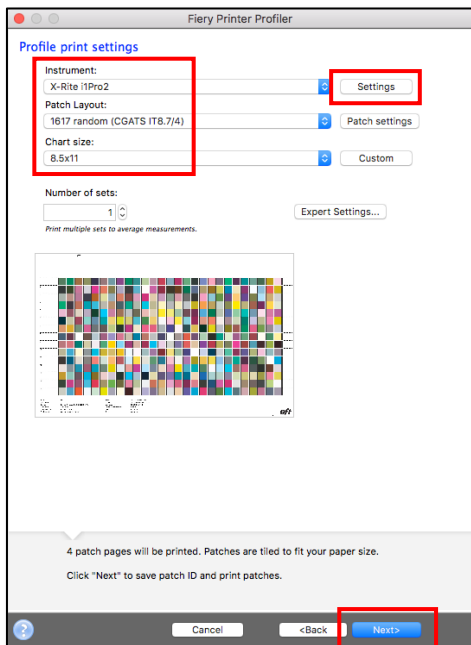 Fiery Printer Profiler
Profile print settings
Instrument:
X-Rite i1Pro2
Settings
Patch Layout:
1617 random (CGATS IT8.7/4)
Patch settings
Chart size:
8.5x11
Custom
Number of sets:
1
Expert Settings...
Print multiple sets to average measurements.
4 patch pages will be printed. Patches are tiled to fit your paper size.
Click "Next" to save patch ID and print patches.
?
Cancel
<Back
Next>